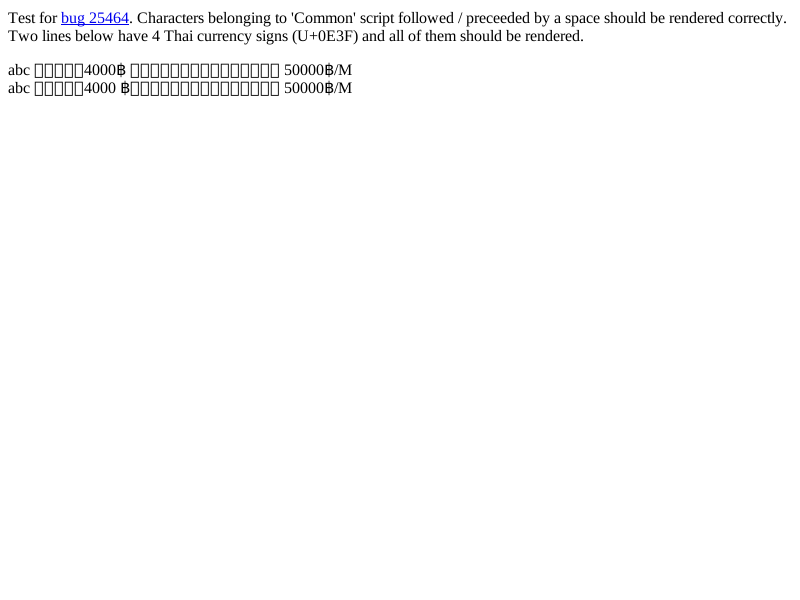 Test for bug 25464. Characters belonging to 'Common' script followed / preceeded by a space should be rendered correctly.
Two lines below have 4 Thai currency signs (U+0E3F) and all of them should be rendered.
abc 4000฿ 50000฿/M
abc 4000 ฿ 50000฿/M